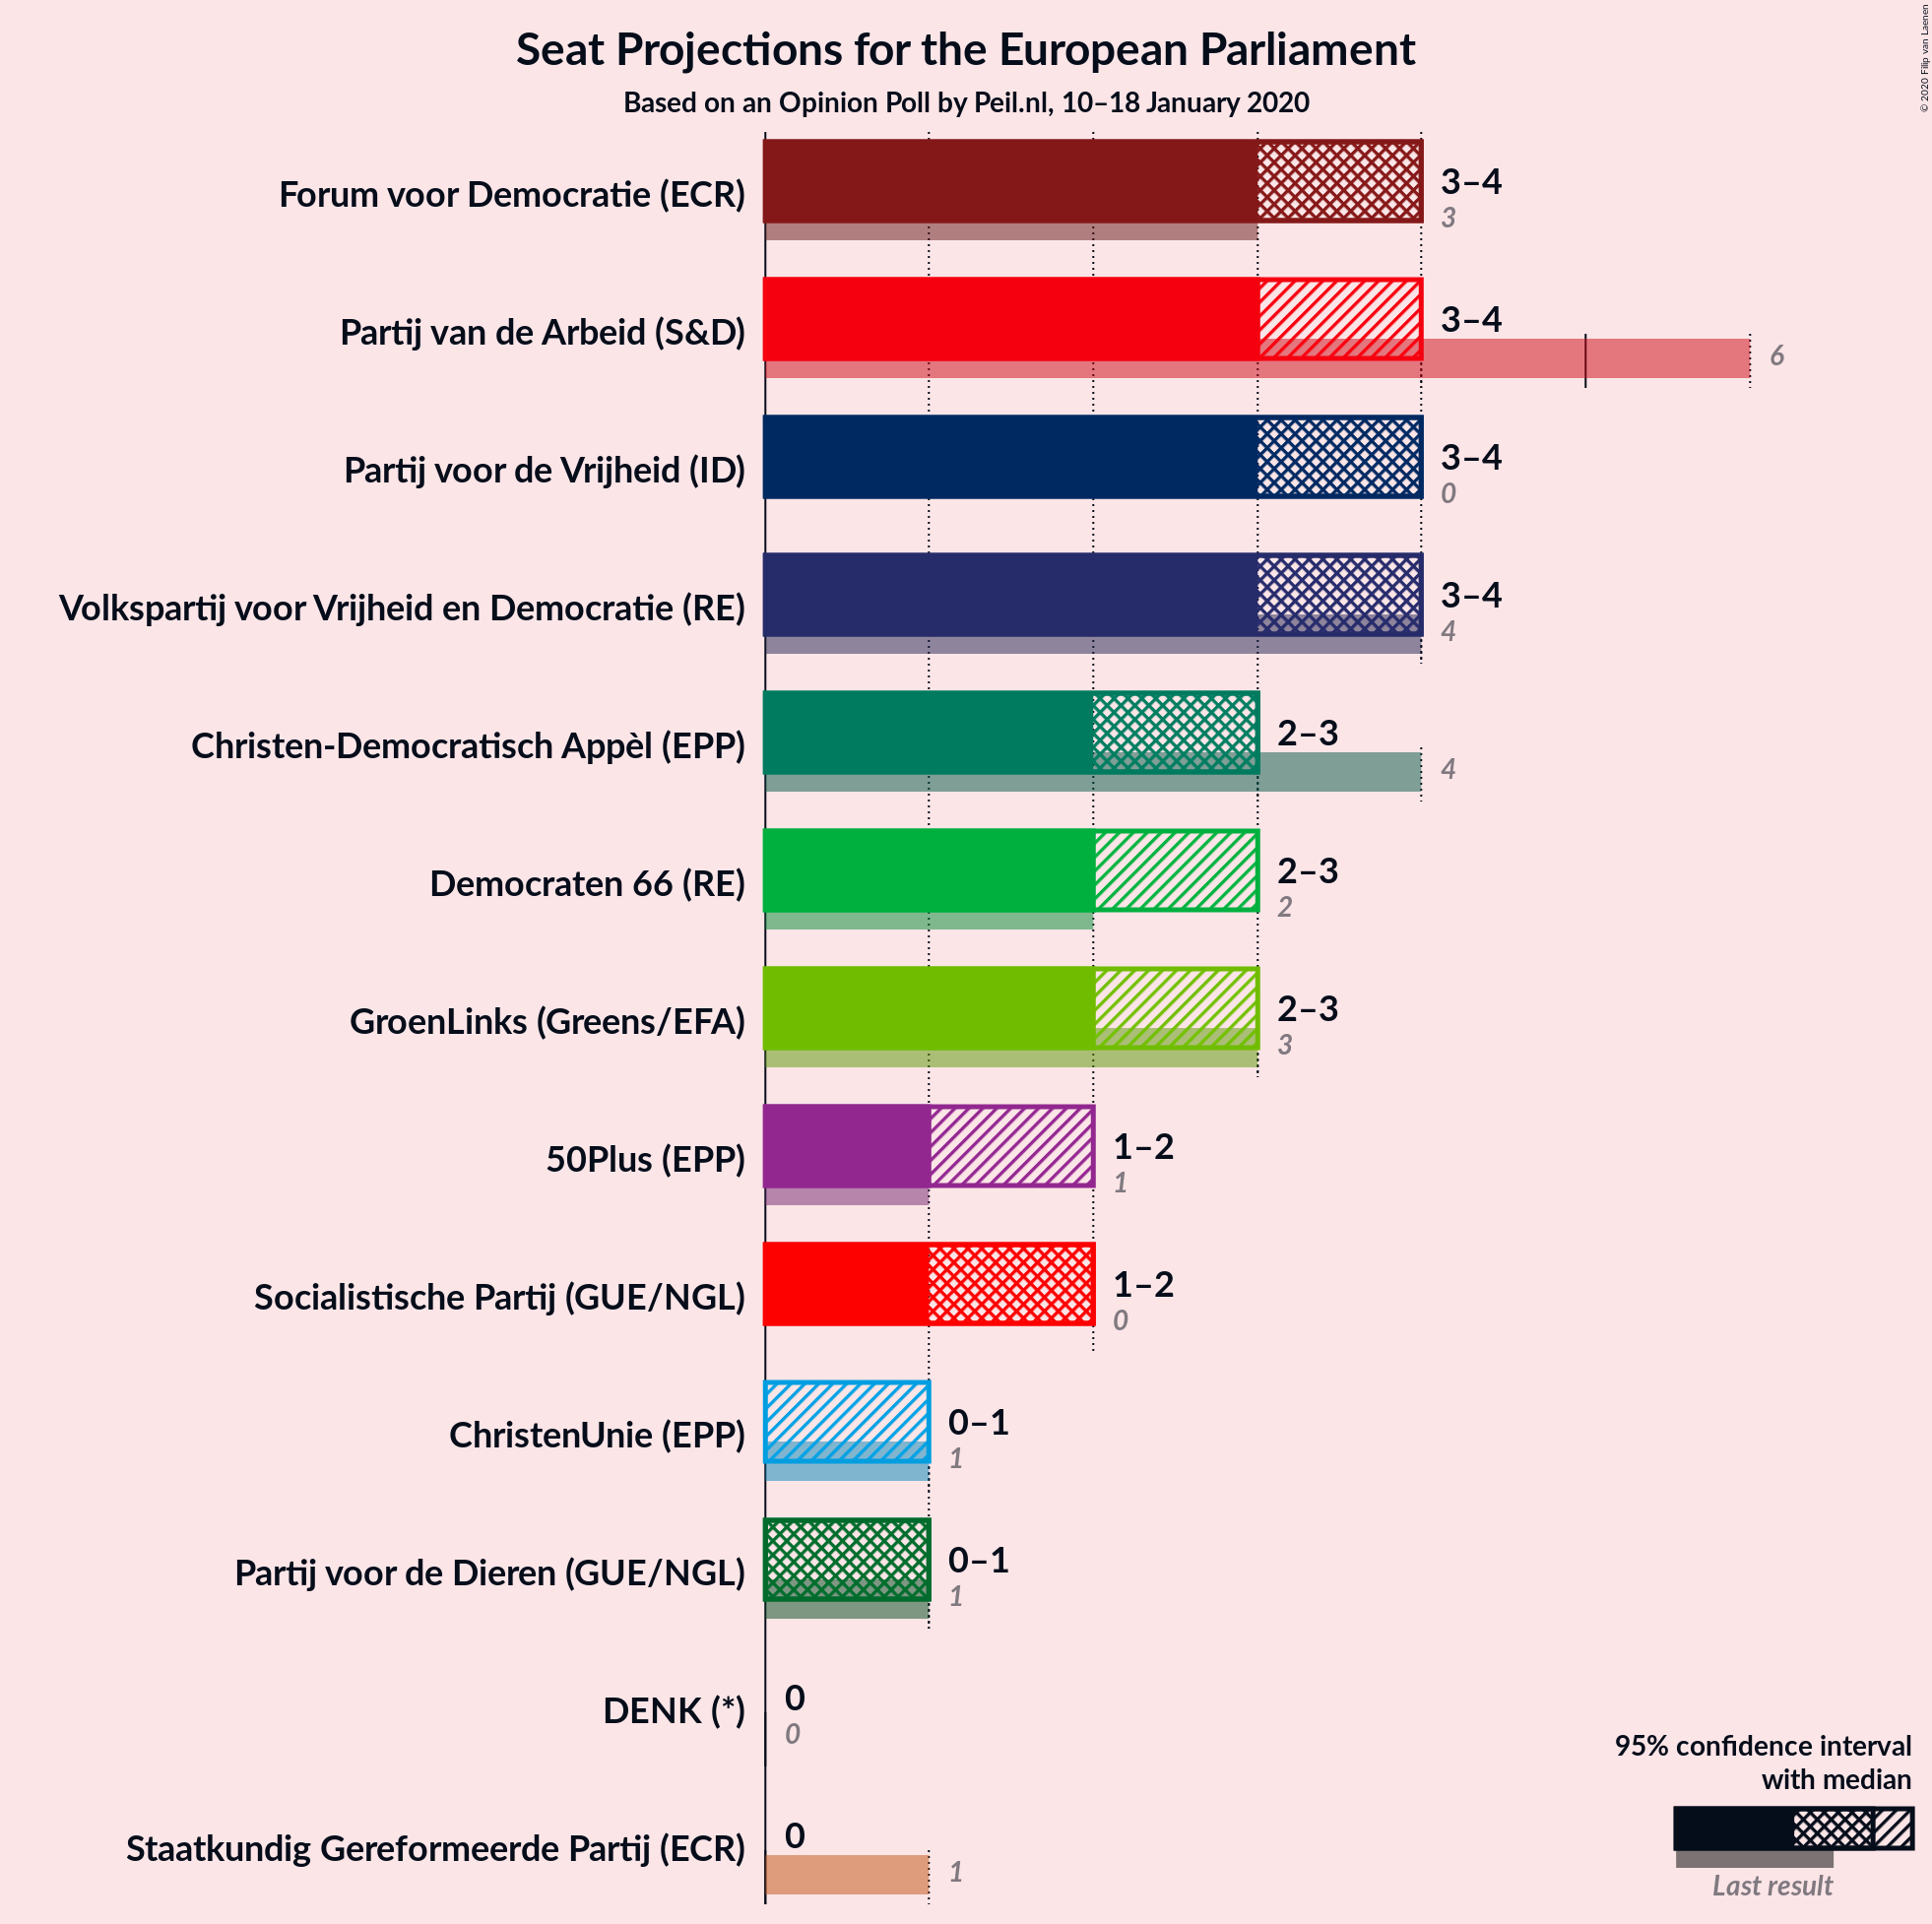 Seat Projections for the European Parliament
Based on an Opinion Poll by Peil.nl, 10–18 January 2020
© 2020 Filip van Laenen
Forum voor Democratie (ECR)
3–4
3
Partij van de Arbeid (S&D)
3–4
6
Partij voor de Vrijheid (ID)
3–4
0
Volkspartij voor Vrijheid en Democratie (RE)
3–4
4
Christen-Democratisch Appèl (EPP)
2–3
4
Democraten 66 (RE)
2–3
2
GroenLinks (Greens/EFA)
2–3
3
50Plus (EPP)
1–2
1
Socialistische Partij (GUE/NGL)
1–2
0
ChristenUnie (EPP)
0–1
1
Partij voor de Dieren (GUE/NGL)
0–1
1
DENK (*)
0
0
Staatkundig Gereformeerde Partij (ECR)
0
1
95% confidence interval
with median
Last result